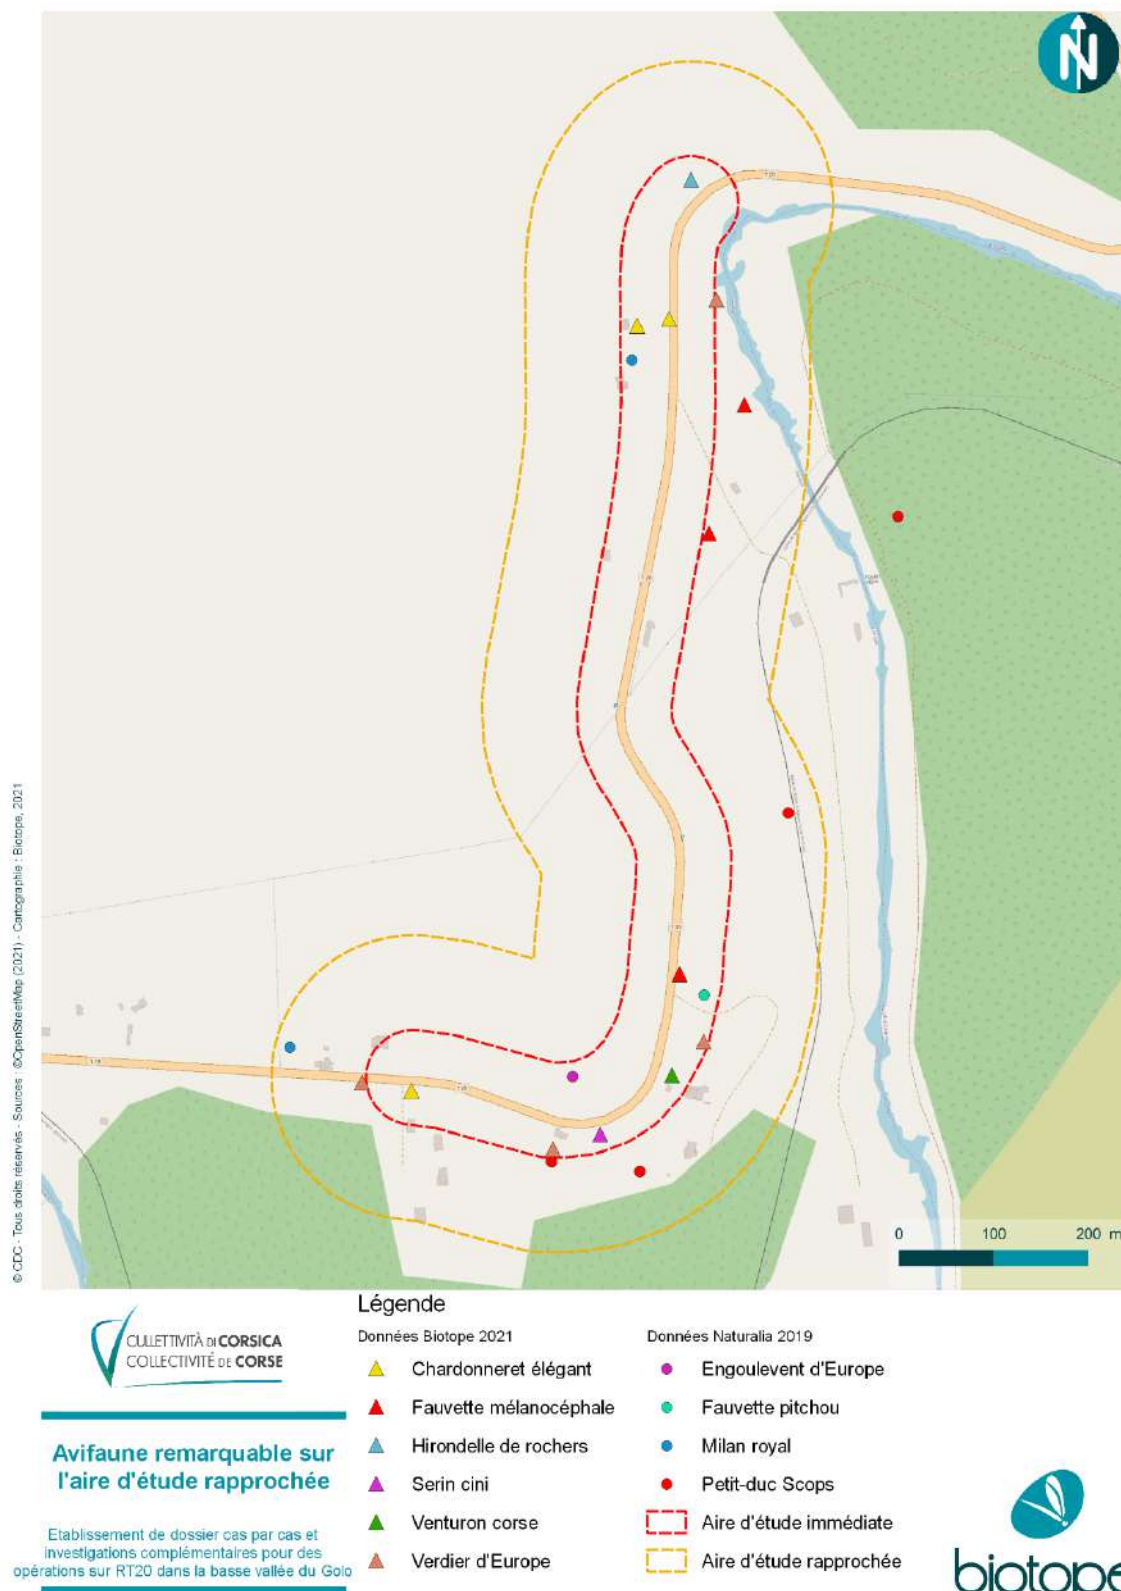 N
© CDC - Tous droits réservés - Sources : ©OpenStreetMap (2021) - Cartographie : Biotope, 2021
0 100 200 m
CULLETTIVITÀ DI CORSICA
COLLECTIVITÉ DE CORSE
Avifaune remarquable sur
l'aire d'étude rapprochée
Etablissement de dossier cas par cas et
investigations complémentaires pour des
opérations sur RT20 dans la basse vallée du Golo
Légende
Données Biotope 2021
Chardonneret élégant
Fauvette mélanocéphale
Hirondelle de rochers
Serin cini
Venturon corse
Verdier d'Europe
Données Naturalia 2019
Engoulevent d'Europe
Fauvette pitchou
Milan royal
Petit-duc Scops
Aire d'étude immédiate
Aire d'étude rapprochée
biotope